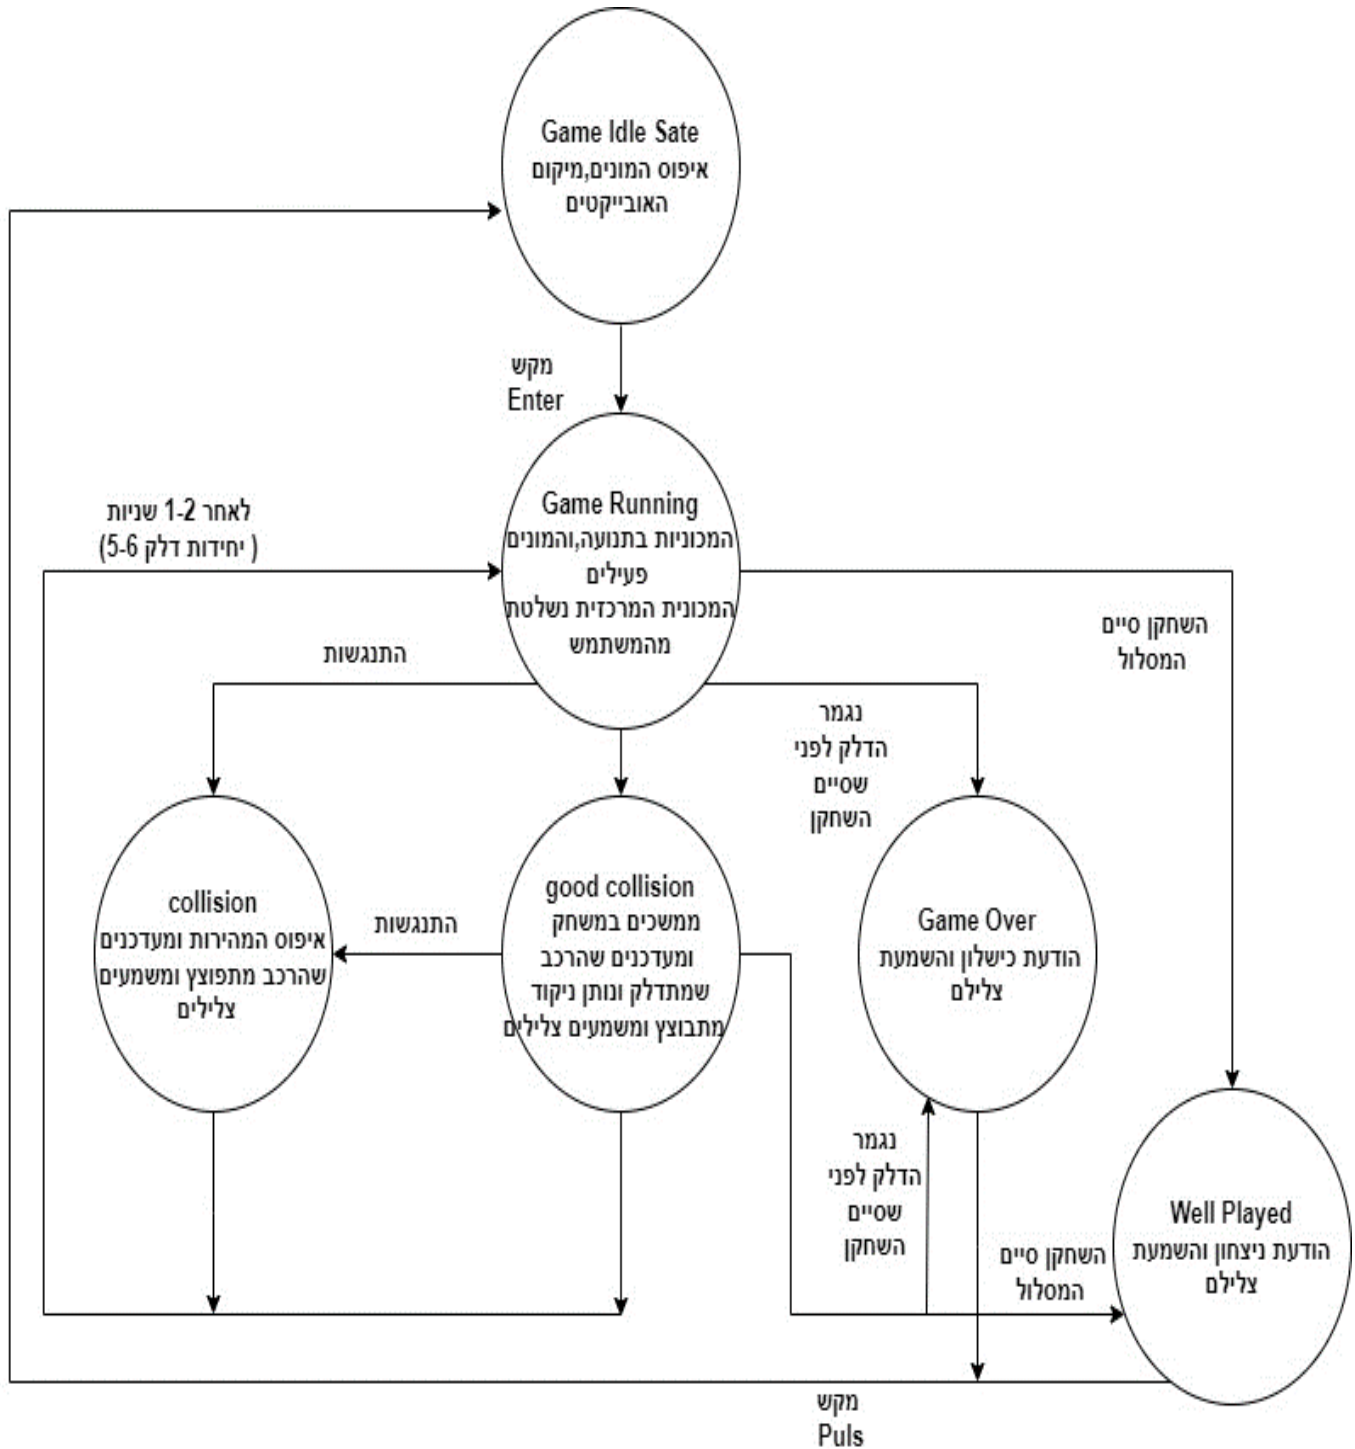 Game Idle Sate
איפוס המונים,מיקום
האובייקטים
מקש
Enter
לאחר 1-2 שניות
( יחידות דלק 5-6)
Game Running
המכוניות בתנועה,והמונים
פעילים
המכונית המרכזית נשלטת
מהמשתמש
השחקן סיים
המסלול
התנגשות
נגמר
הדלק לפני
שסיים
השחקן
collision
איפוס המהירות ומעדכנים
שהרכב מתפוצץ ומשמעים
צלילים
התנגשות
good collision
ממשכים במשחק
ומעדכנים שהרכב
שמתדלק ונותן ניקוד
מתבוצץ ומשמעים צלילים
Game Over
הודעת כישלון והשמעת
צלילם
נגמר
הדלק לפני
שסיים
השחקן
השחקן סיים
המסלול
Well Played
הודעת ניצחון והשמעת
צלילם
מקש
Puls